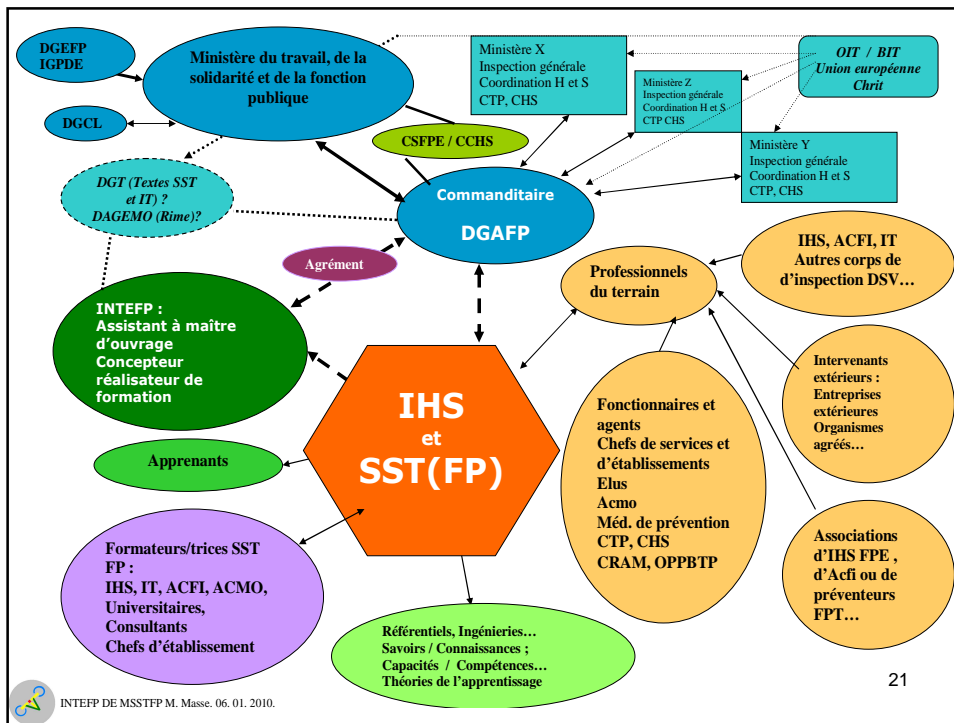 DGEFP
IGPDE
Ministère du travail, de la
solidarité et de la fonction
publique
Ministère X
Inspection générale
Coordination H et S
CTP, CHS
OIT / BIT
Union européenne
Chrit
Ministère Z
Inspection générale
Coordination H et S
CTP CHS
DGCL
CSFPE / CCHS
Ministère Y
Inspection générale
Coordination H et S
CTP, CHS
DGT (Textes SST
et IT) ?
DAGEMO (Rime)?
Commanditaire
DGAFP
Agrément
Professionnels
du terrain
IHS, ACFI, IT
Autres corps de
d’inspection DSV…
INTEFP :
Assistant à maître
d’ouvrage
Concepteur
réalisateur de
formation
IHS
et
SST(FP)
Intervenants
extérieurs :
Entreprises
extérieures
Organismes
agréés…
Fonctionnaires et
agents
Chefs de services et
d’établissements
Elus
Acmo
Méd. de prévention
CTP, CHS
CRAM, OPPBTP
Apprenants
Associations
d’IHS FPE ,
d’Acfi ou de
préventeurs
FPT…
Formateurs/trices SST
FP :
IHS, IT, ACFI, ACMO,
Universitaires,
Consultants
Chefs d’établissement
Référentiels, Ingénieries…
Savoirs / Connaissances ;
Capacités / Compétences…
Théories de l’apprentissage
21
INTEFP DE MSSTFP M. Masse. 06. 01. 2010.